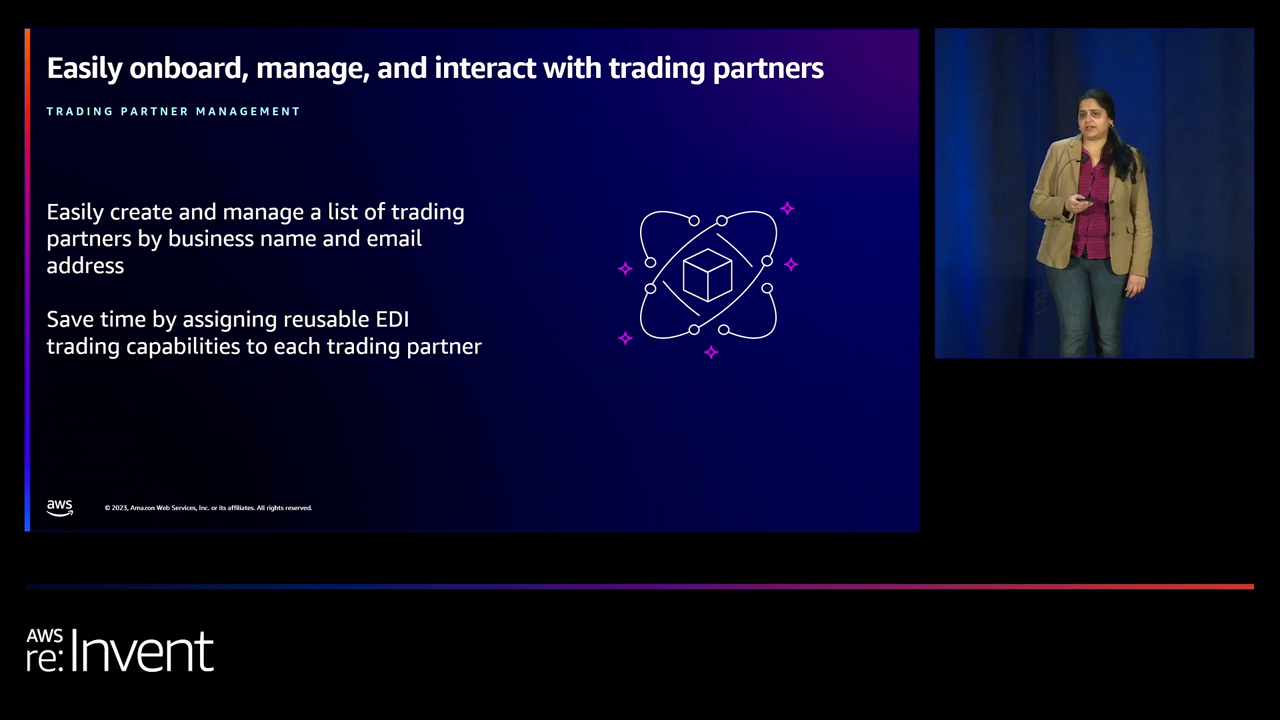 Easily onboard, manage, and interact with trading partners
TRADING PARTNER MANAGEMENT
Easily create and manage a list of trading
partners by business name and email
address
Save time by assigning reusable EDI
trading capabilities to each trading partner
aws
© 2023, Amazon Web Services, Inc. or its affiliates. All rights reserved.
AWS
re:Invent